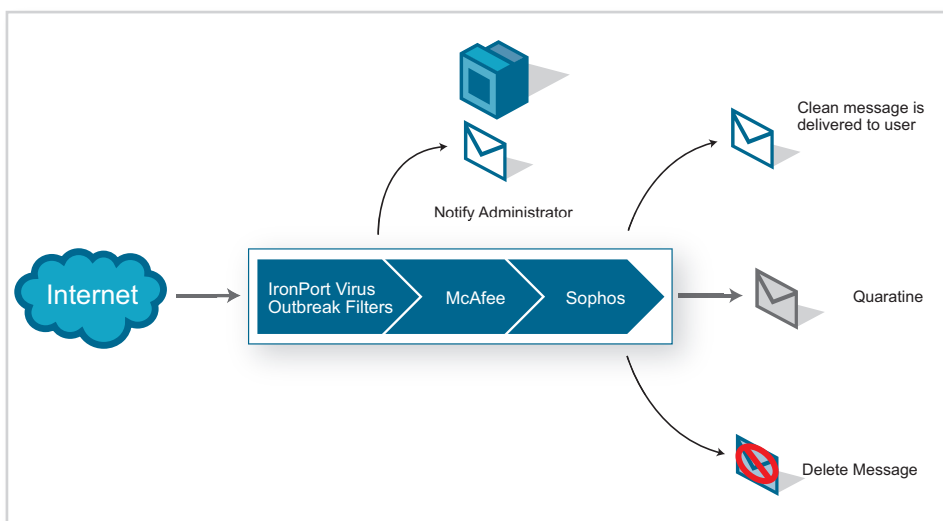 Clean message is
delivered to user
Notify Administrator
Internet
IronPort Virus
Outbreak Filters
McAfee
Sophos
Quaratine
Delete Message